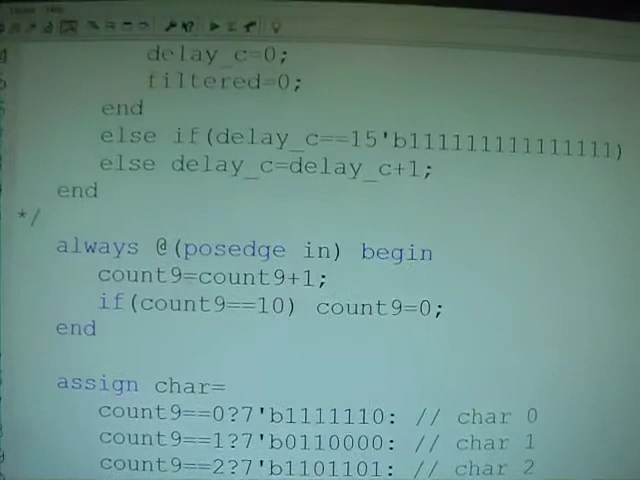 delay_c=0;
filtered=0;
end
else if(delay_c==15'b111111111111111)
else delay_c=delay_c+1;
end
*/
always @(posedge in) begin
count9=count9+1;
if(count9==10) count9=0;
end
assign char=
count9==0?7'b1111110: // char 0
count9==1?7'b0110000: // char 1
count9==2?7'b1101101: // char 2